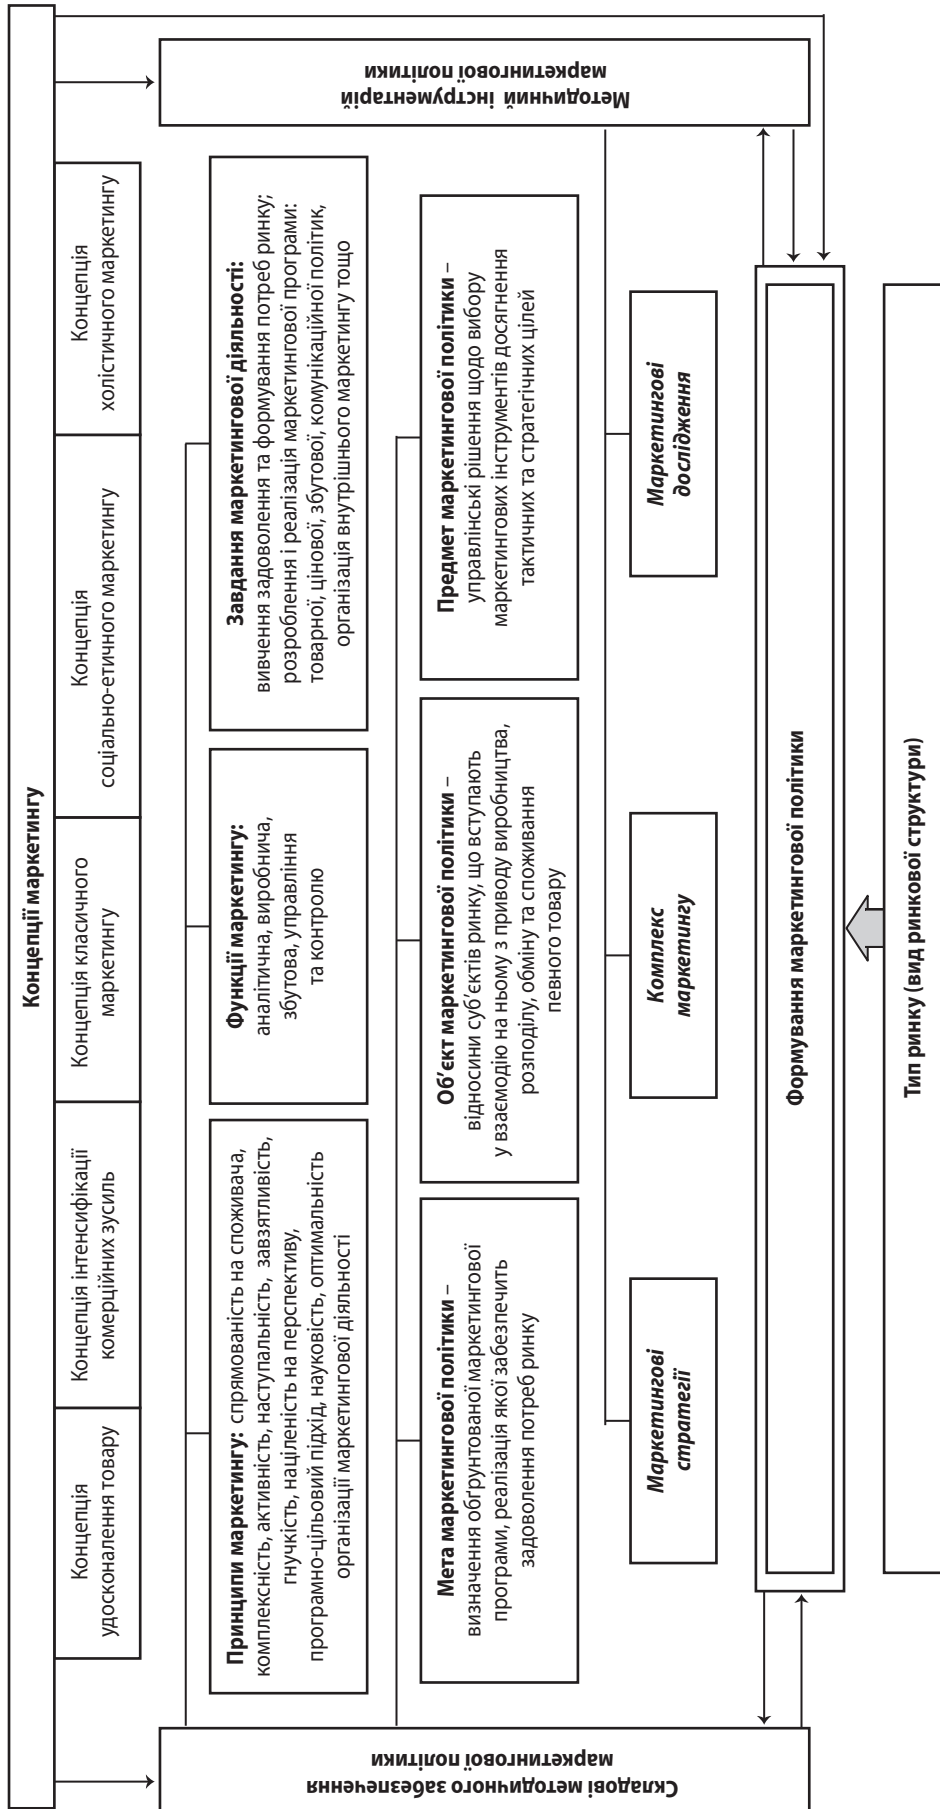 Концепції маркетингу
Концепція
удосконалення товару
Концепція інтенсифікації
комерційних зусиль
Концепція класичного
маркетингу
Концепція
соціально-етичного маркетингу
Концепція
холістичного маркетингу
Складові методичного забезпечення
маркетингової політики
Принципи маркетингу: спрямованість на споживача,
комплексність, активність, наступальність, завзятливість,
гнучкість, націленість на перспективу,
програмно-цільовий підхід, науковість, оптимальність
організації маркетингової діяльності
Функції маркетингу:
аналітична, виробнича,
збутова, управління
та контролю
Завдання маркетингової діяльності:
вивчення задоволення та формування потреб ринку;
розроблення і реалізація маркетингової програми:
товарної, цінової, збутової, комунікаційної політик,
організація внутрішнього маркетингу тощо
Мета маркетингової політики –
визначення обґрунтованої маркетингової
програми, реалізація якої забезпечить
задоволення потреб ринку
Об’єкт маркетингової політики –
відносини суб’єктів ринку, що вступають
у взаємодію на ньому з приводу виробництва,
розподілу, обміну та споживання
певного товару
Предмет маркетингової політики –
управлінські рішення щодо вибору
маркетингових інструментів досягнення
тактичних та стратегічних цілей
Методичний інструментарій
маркетингової політики
Маркетингові
стратегії
Комплекс
маркетингу
Маркетингові
дослідження
Формування маркетингової політики
Тип ринку (вид ринкової структури)